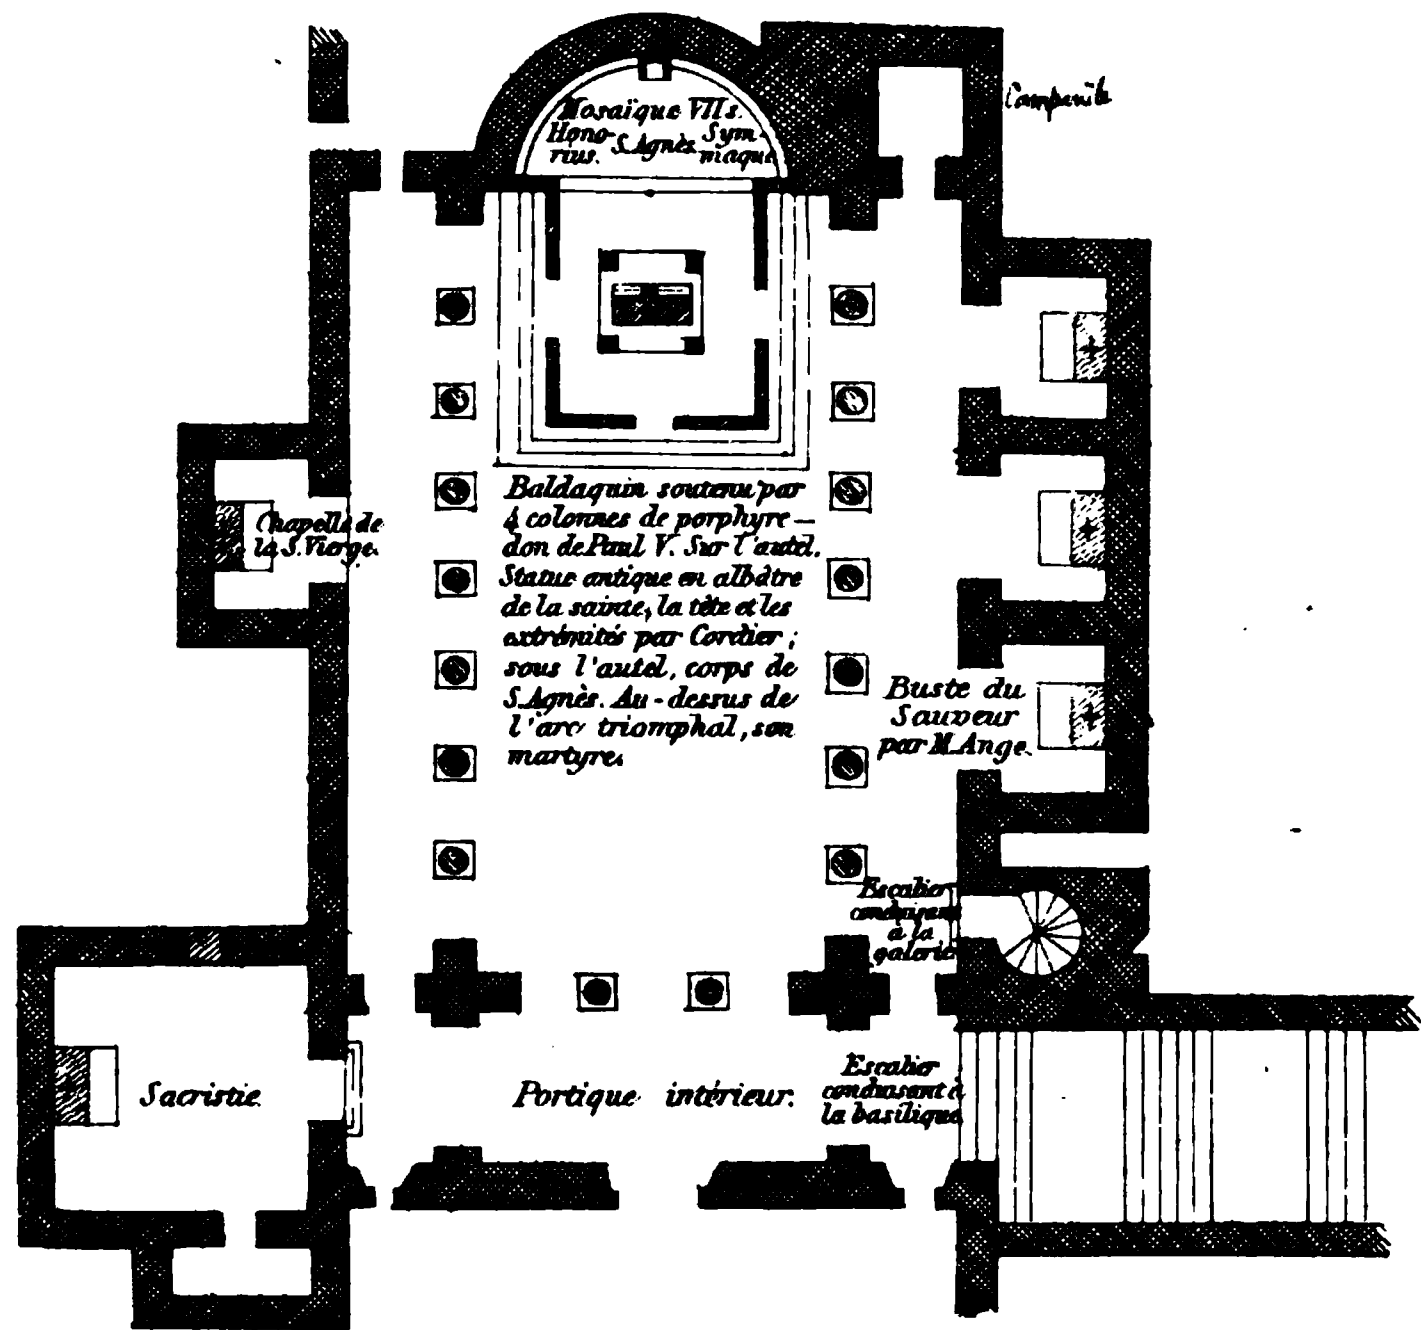 Campanile
Mosaïque VII s.
Hono- S. Agnès. Sym-
rius. maque
Baldaquin soutenu par
4 colonnes de porphyre —
don de Paul V. Sur l'autel.
Statue antique en albâtre
de la sainte, la tête et les
extrémités par Cordier;
sous l'autel, corps de
S. Agnès. Au-dessus de
l'arc triomphal, son
martyre.
Chapelle de
la S. Vierge.
Buste du
Sauveur
par M. Ange.
Escalier
conduisant
à la
galerie
Sacristie.
Portique intérieur.
Escalier
conduisant à
la basilique.